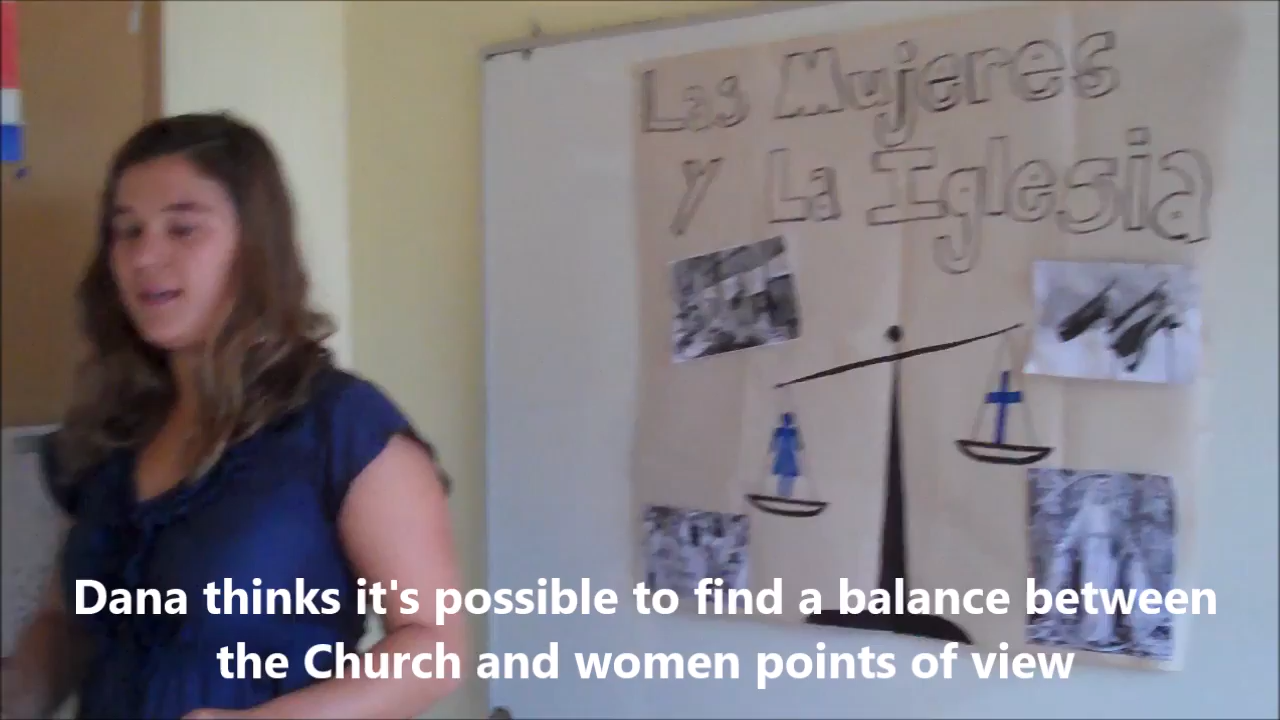 Las Mujeres
y La Iglesia
Dana thinks it's possible to find a balance between
the Church and women points of view